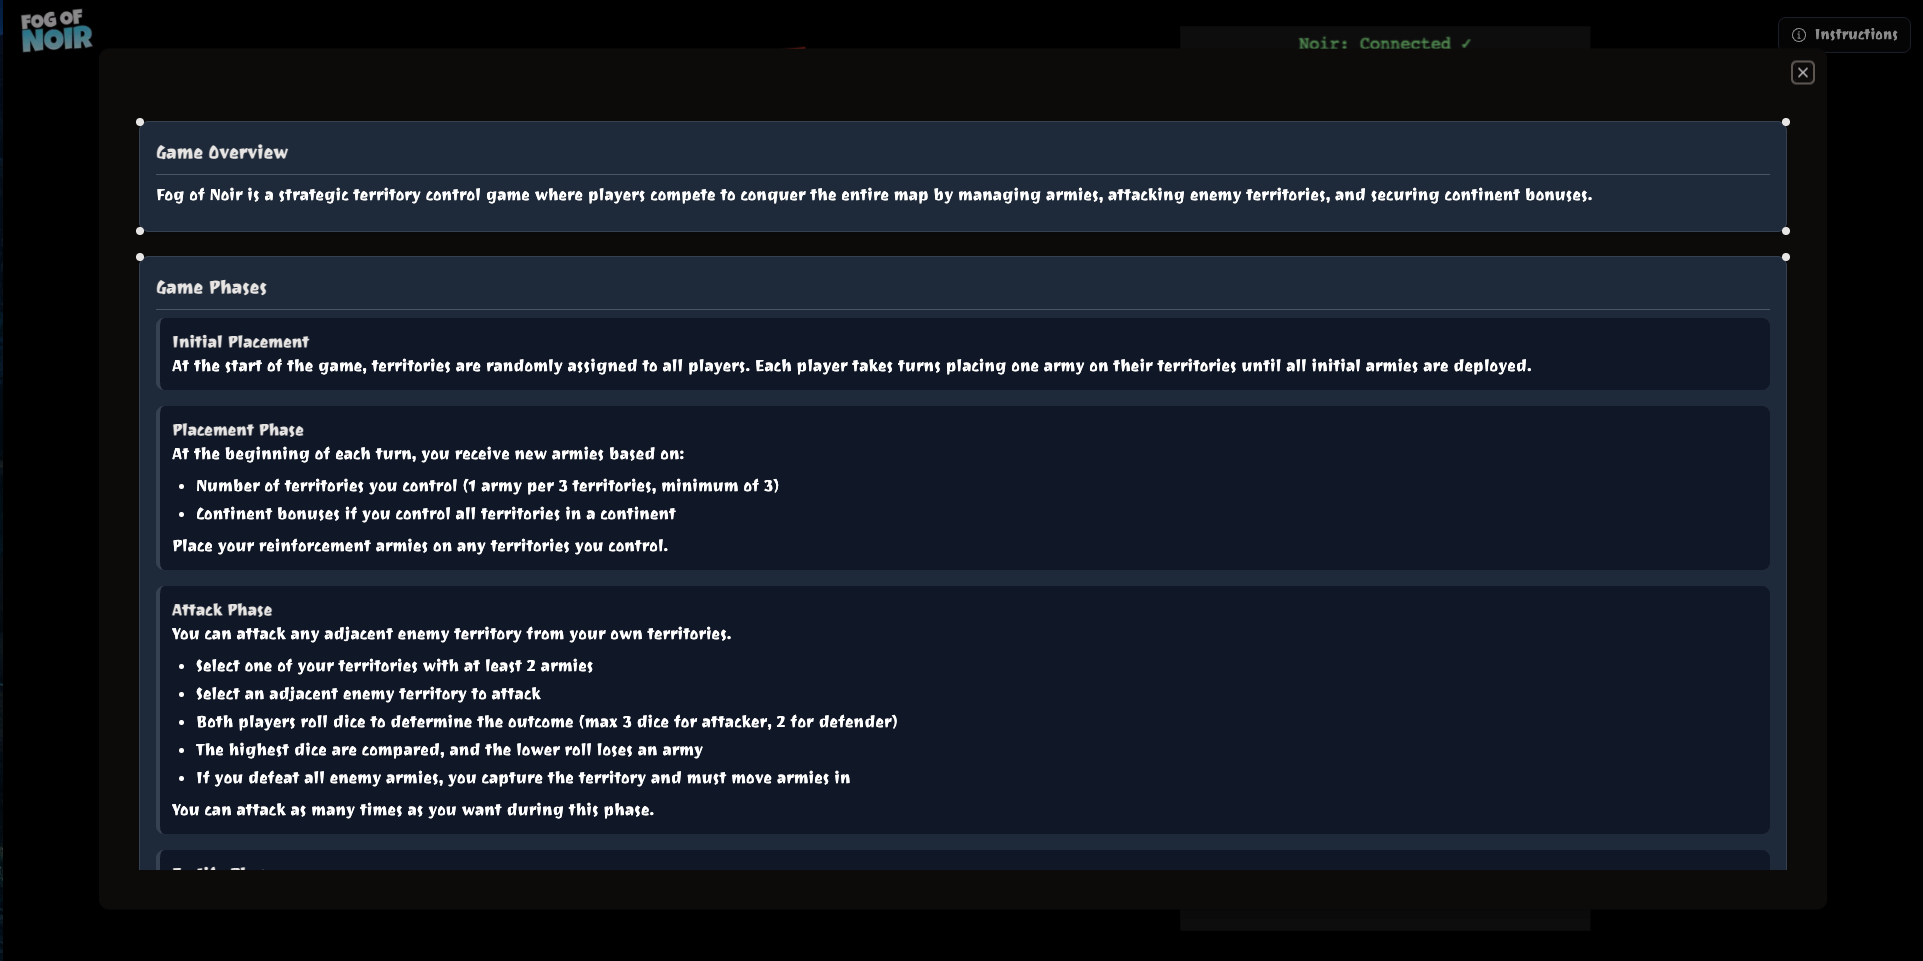 FOG OF
NOIR
Noir: Connected ✓
Instructions
Game Overview
Fog of Noir is a strategic territory control game where players compete to conquer the entire map by managing armies, attacking enemy territories, and securing continent bonuses.
Game Phases
Initial Placement
At the start of the game, territories are randomly assigned to all players. Each player takes turns placing one army on their territories until all initial armies are deployed.
Placement Phase
At the beginning of each turn, you receive new armies based on:
• Number of territories you control (1 army per 3 territories, minimum of 3)
• Continent bonuses if you control all territories in a continent
Place your reinforcement armies on any territories you control.
Attack Phase
You can attack any adjacent enemy territory from your own territories.
• Select one of your territories with at least 2 armies
• Select an adjacent enemy territory to attack
• Both players roll dice to determine the outcome (max 3 dice for attacker, 2 for defender)
• The highest dice are compared, and the lower roll loses an army
• If you defeat all enemy armies, you capture the territory and must move armies in
You can attack as many times as you want during this phase.